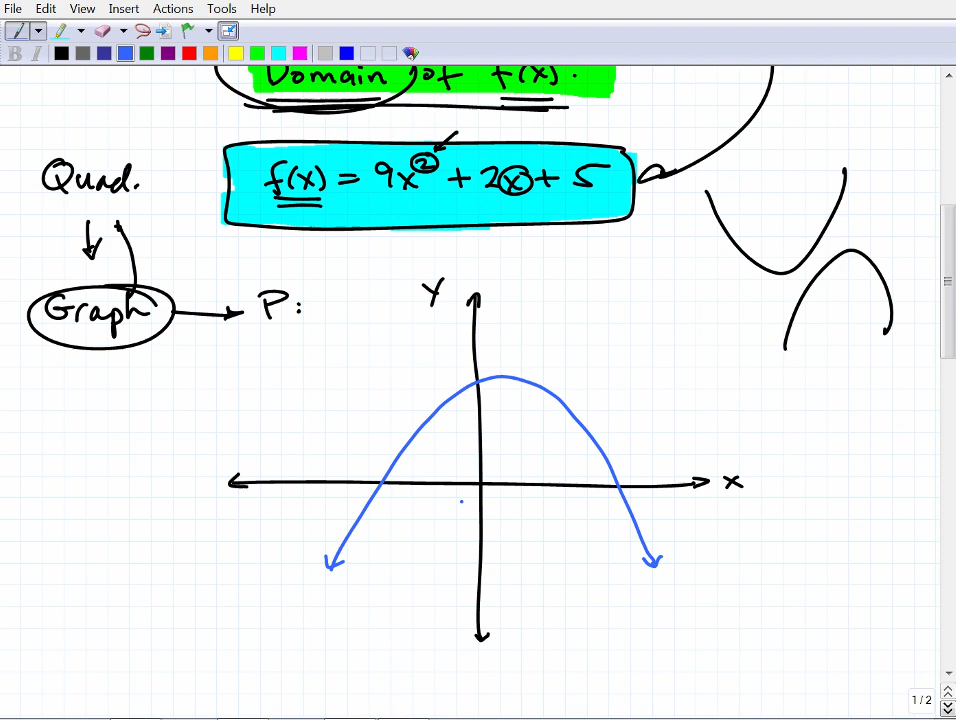 File Edit View Insert Actions Tools Help
B I
Domain of f(x).
Quad.
f(x) = 9x² + 2x + 5
Graph
P:
Y
X
1 / 2